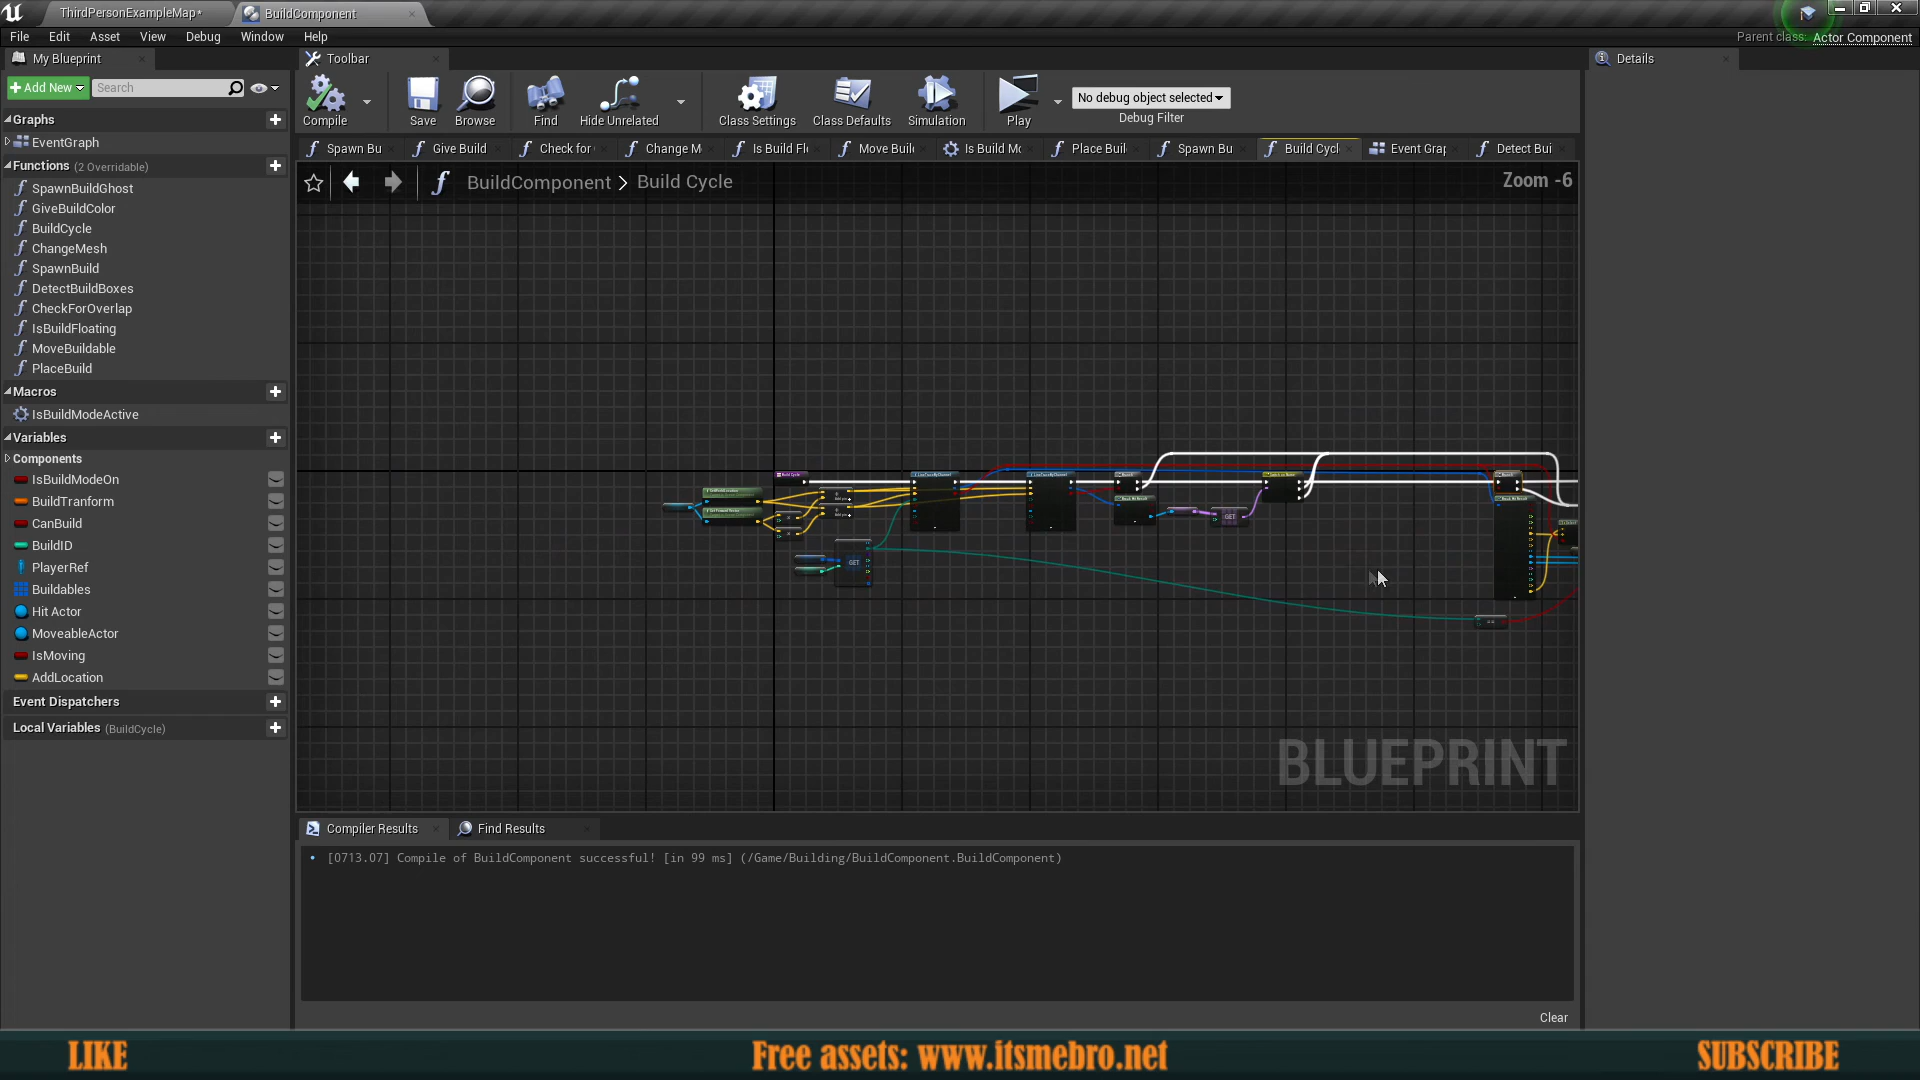 ThirdPersonExampleMap*
BuildComponent
File Edit Asset View Debug Window Help
Parent class: Actor Component
My Blueprint
Toolbar
Details
Add New
Search
Compile
Save
Browse
Find
Hide Unrelated
Class Settings
Class Defaults
Simulation
Play
No debug object selected
Debug Filter
Graphs
EventGraph
Functions (2 Overridable)
SpawnBuildGhost
GiveBuildColor
BuildCycle
ChangeMesh
SpawnBuild
DetectBuildBoxes
CheckForOverlap
IsBuildFloating
MoveBuildable
PlaceBuild
Macros
IsBuildModeActive
Variables
Components
IsBuildModeOn
BuildTranform
CanBuild
BuildID
PlayerRef
Buildables
Hit Actor
MoveableActor
IsMoving
AddLocation
Event Dispatchers
Local Variables (BuildCycle)
Spawn Bu
Give Build
Check for
Change M
Is Build Fl
Move Buil
Is Build Mo
Place Buil
Spawn Bu
Build Cycl
Event Grap
Detect Bui
BuildComponent > Build Cycle
Zoom -6
GET
GET
BLUEPRINT
Compiler Results
Find Results
[0713.07] Compile of BuildComponent successful! [in 99 ms] (/Game/Building/BuildComponent.BuildComponent)
Clear
LIKE
Free assets: www.itsmebro.net
SUBSCRIBE